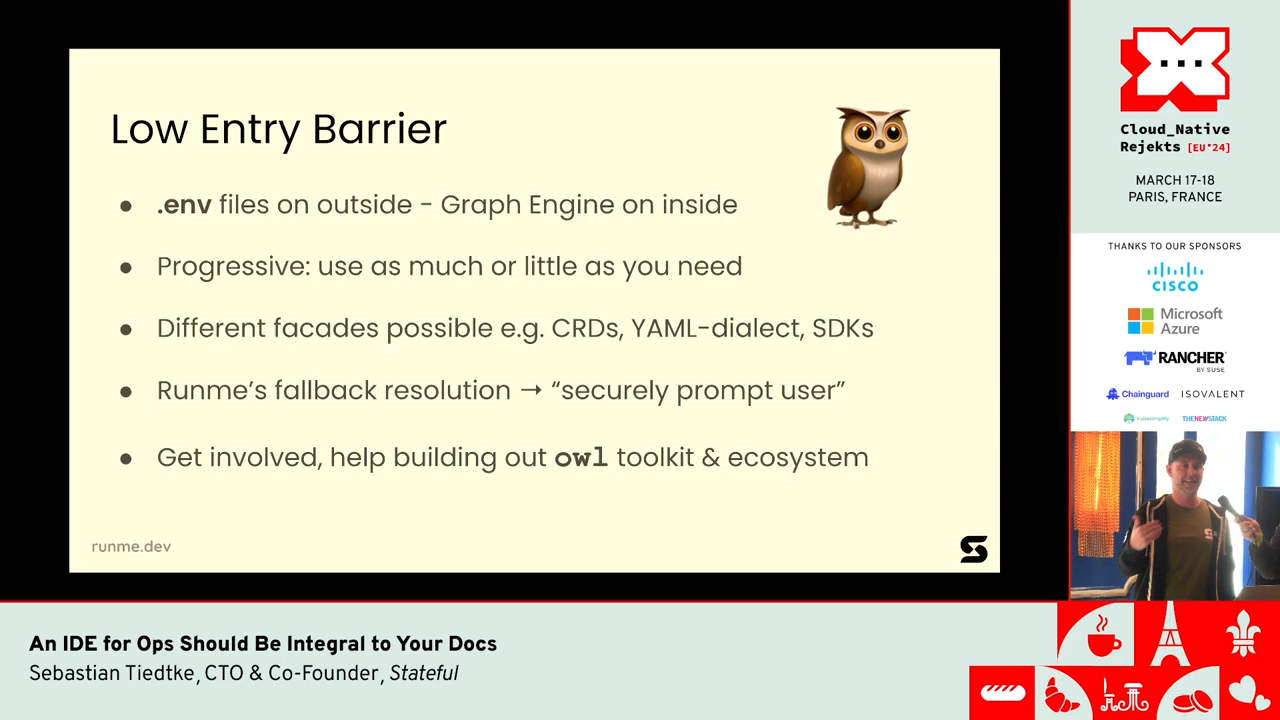 Low Entry Barrier
● .env files on outside - Graph Engine on inside
● Progressive: use as much or little as you need
● Different facades possible e.g. CRDs, YAML-dialect, SDKs
● Runme’s fallback resolution → “securely prompt user”
● Get involved, help building out owl toolkit & ecosystem
runme.dev
Cloud_Native
Rejekts [EU'24]
MARCH 17-18
PARIS, FRANCE
THANKS TO OUR SPONSORS
CISCO
Microsoft
Azure
RANCHER
BY SUSE
Chainguard
ISOVALENT
Kubesimplify
THENEWSTACK
An IDE for Ops Should Be Integral to Your Docs
Sebastian Tiedtke, CTO & Co-Founder, Stateful